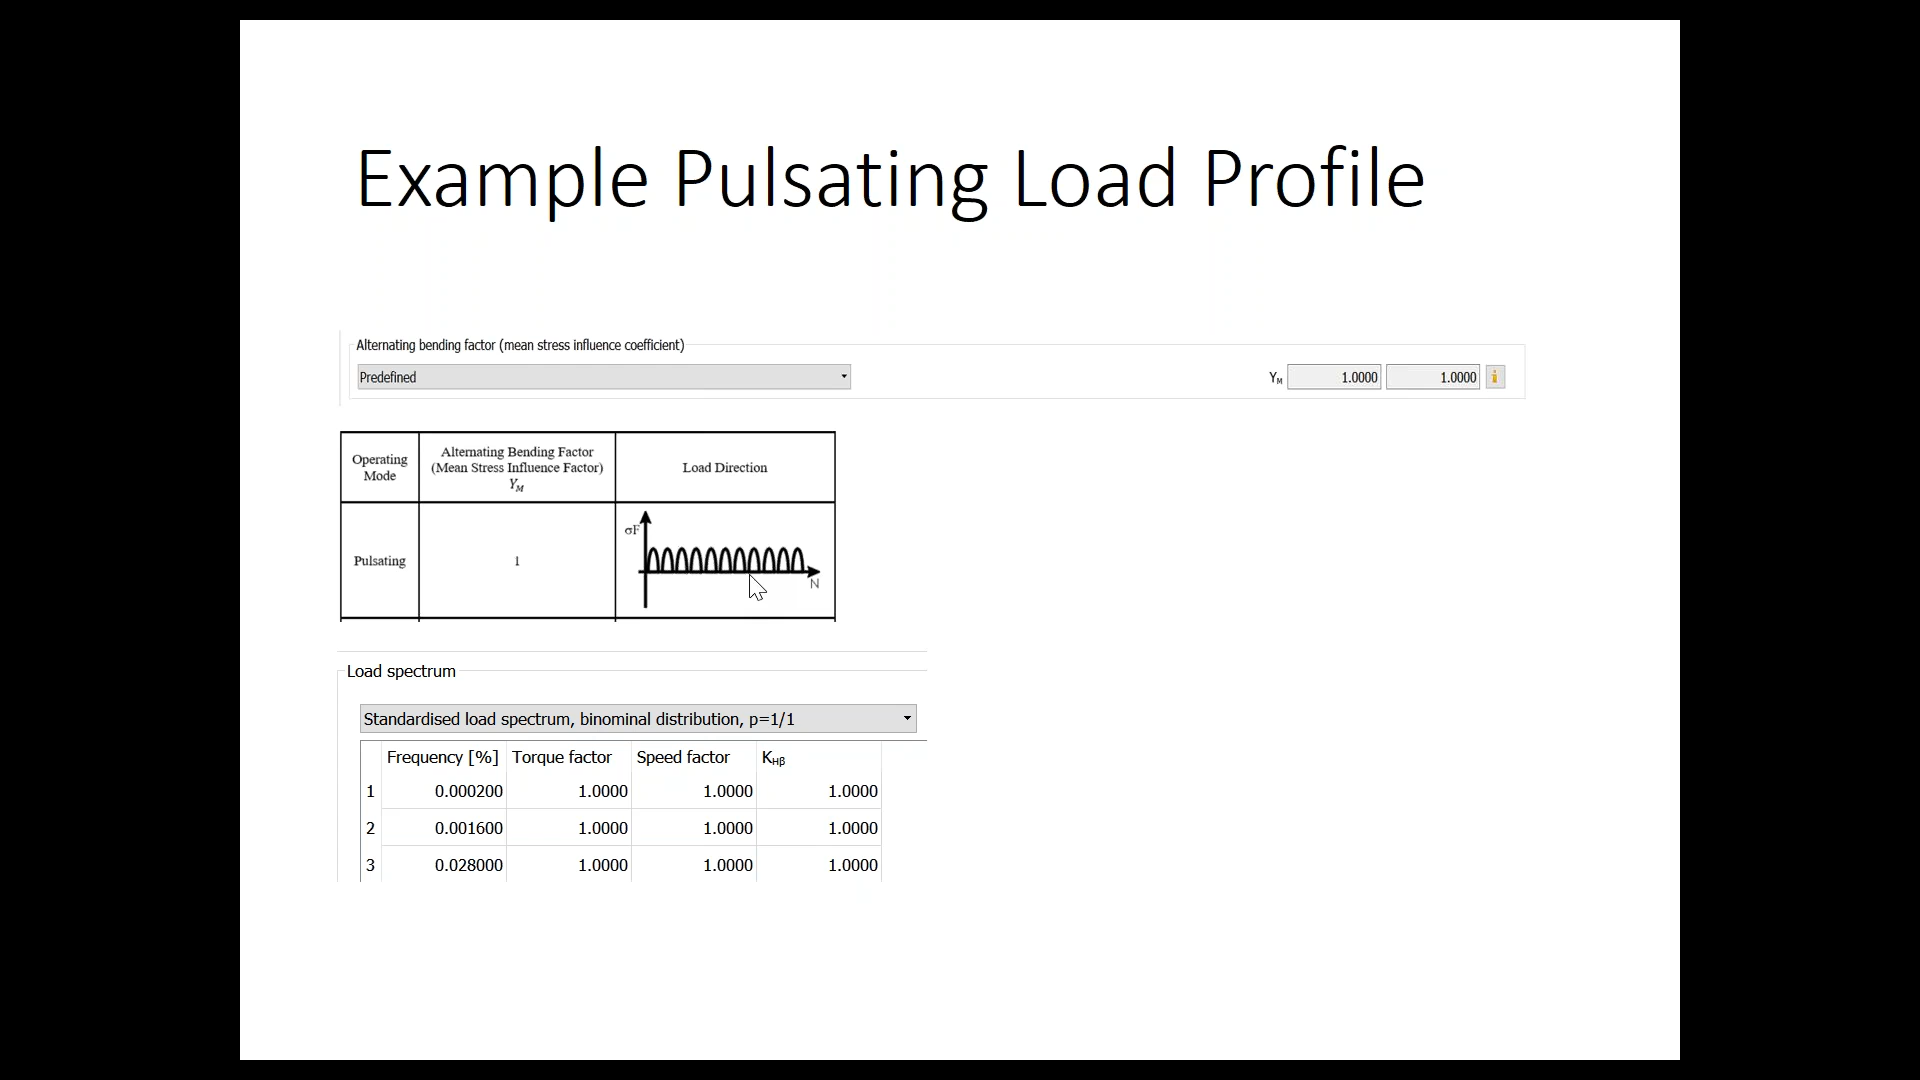 Example Pulsating Load Profile
Alternating bending factor (mean stress influence coefficient)
Predefined
YM 1.0000 1.0000 i
Operating Mode
Alternating Bending Factor
(Mean Stress Influence Factor)
YM
Load Direction
Pulsating
1
σF
N
Load spectrum
Standardised load spectrum, binominal distribution, p=1/1
Frequency [%] Torque factor Speed factor KHβ
1 0.000200 1.0000 1.0000 1.0000
2 0.001600 1.0000 1.0000 1.0000
3 0.028000 1.0000 1.0000 1.0000